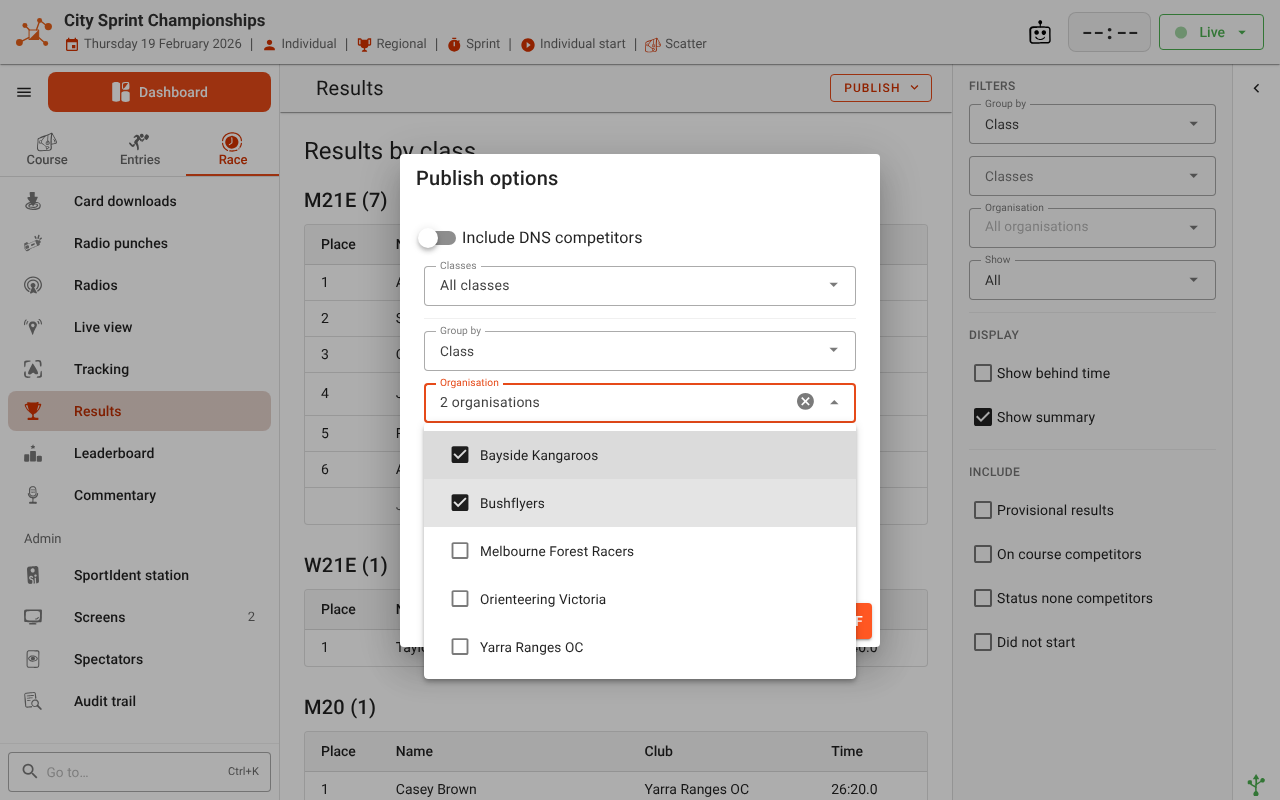 City Sprint Championships
Thursday 19 February 2026 | Individual | Regional | Sprint | Individual start | Scatter
--:--
Live
Dashboard
Course
Entries
Race
Card downloads
Radio punches
Radios
Live view
Tracking
Results
Leaderboard
Commentary
Admin
SportIdent station
Screens 2
Spectators
Audit trail
Go to... Ctrl+K
Results
PUBLISH
Results by class
M21E (7)
Place
1
2
3
4
5
6
W21E (1)
Place
1
M20 (1)
Place Name Club Time
1 Casey Brown Yarra Ranges OC 26:20.0
Publish options
Include DNS competitors
Classes
All classes
Group by
Class
Organisation
2 organisations
Bayside Kangaroos
Bushflyers
Melbourne Forest Racers
Orienteering Victoria
Yarra Ranges OC
FILTERS
Group by
Class
Classes
Organisation
All organisations
Show
All
DISPLAY
Show behind time
Show summary
INCLUDE
Provisional results
On course competitors
Status none competitors
Did not start